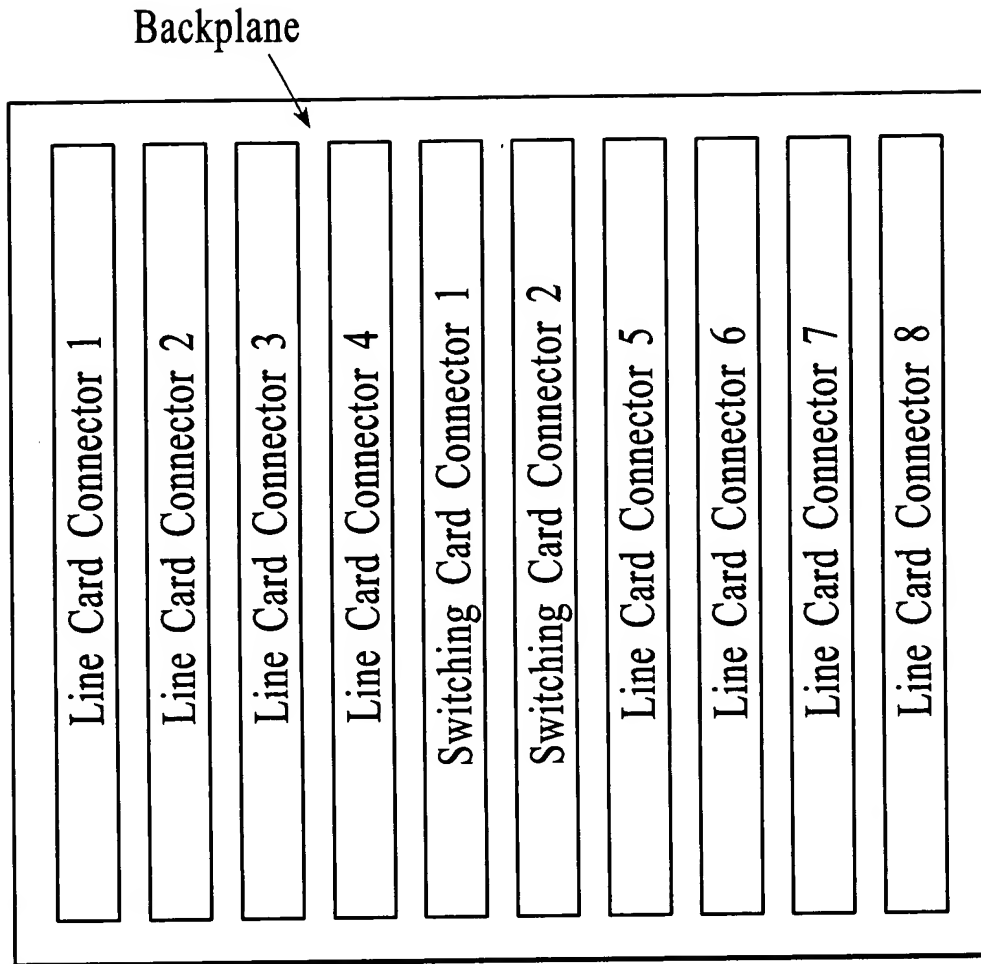 Backplane
Line Card Connector 1
Line Card Connector 2
Line Card Connector 3
Line Card Connector 4
Switching Card Connector 1
Switching Card Connector 2
Line Card Connector 5
Line Card Connector 6
Line Card Connector 7
Line Card Connector 8